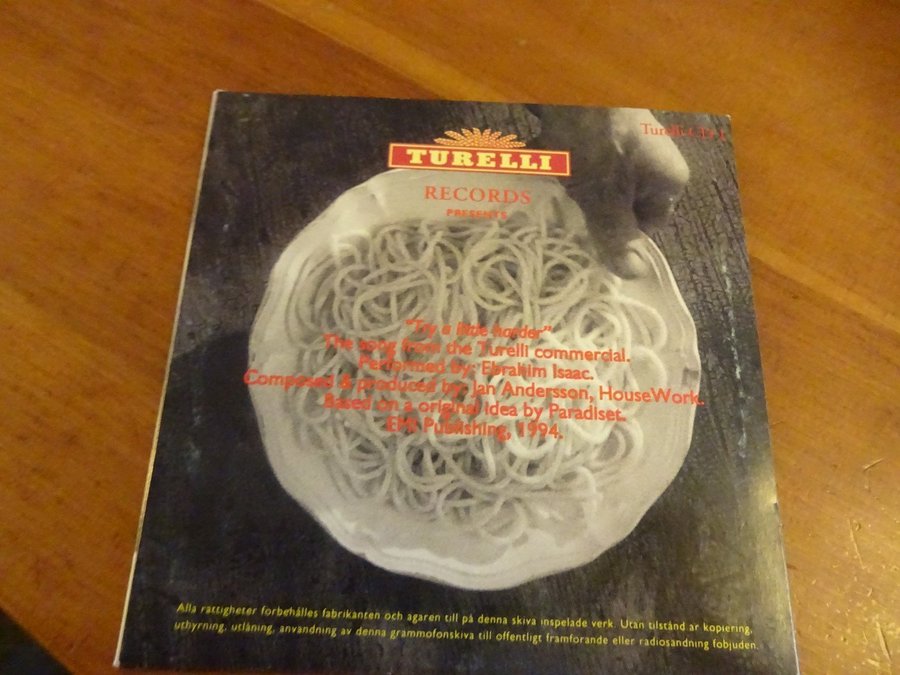 TURELLI
RECORDS
PRESENTS
"Try a little harder"
The song from the Turelli commercial.
Performed by: Ebrahim Isaac.
Composed & produced by: Jan Andersson, HouseWork.
Based on a original idea by Paradiset.
Publishing, 1994.
Alla rattigheter forbehålles fabrikanten och agaren till på denna skiva inspelade verk. Utan tilstånd ar kopiering,
uthyrning, utlåning, anvandning av denna grammofonskiva till offentligt framforande eller radiosandning fobjuden.